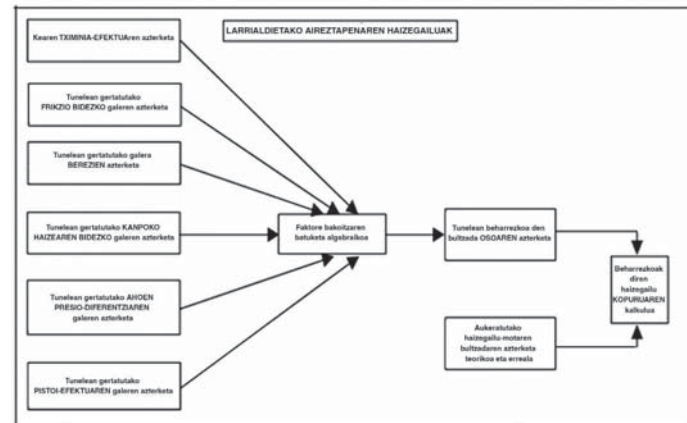 LARRIALDIETAKO AIREZTAPENAREN HAIZEGAILUAK
Kearen TXIMINIA-EFEKTUAren azterketa
Tunelean gertatutako
FRIKZIO BIDEZKO galeren azterketa
Tunelean gertatutako galera
BEREZIEN azterketa
Tunelean gertatutako KANPOKO
HAIZEAREN BIDEZKO galeren azterketa
Tunelean gertatutako AHOEN
PRESIO-DIFERENTZIAREN
galeren azterketa
Tunelean gertatutako
PISTOI-EFEKTUAREN galeren azterketa
Faktore bakoitzaren
batuketa algebraikoa
Tunelean beharrezkoa den
bultzada OSOAREN azterketa
Aukeratutako
haizegailu-motaren
bultzadaren azterketa
teorikoa eta erreala
Beharrezkoak
diren
haizegailu
KOPURUAREN
kalkulua